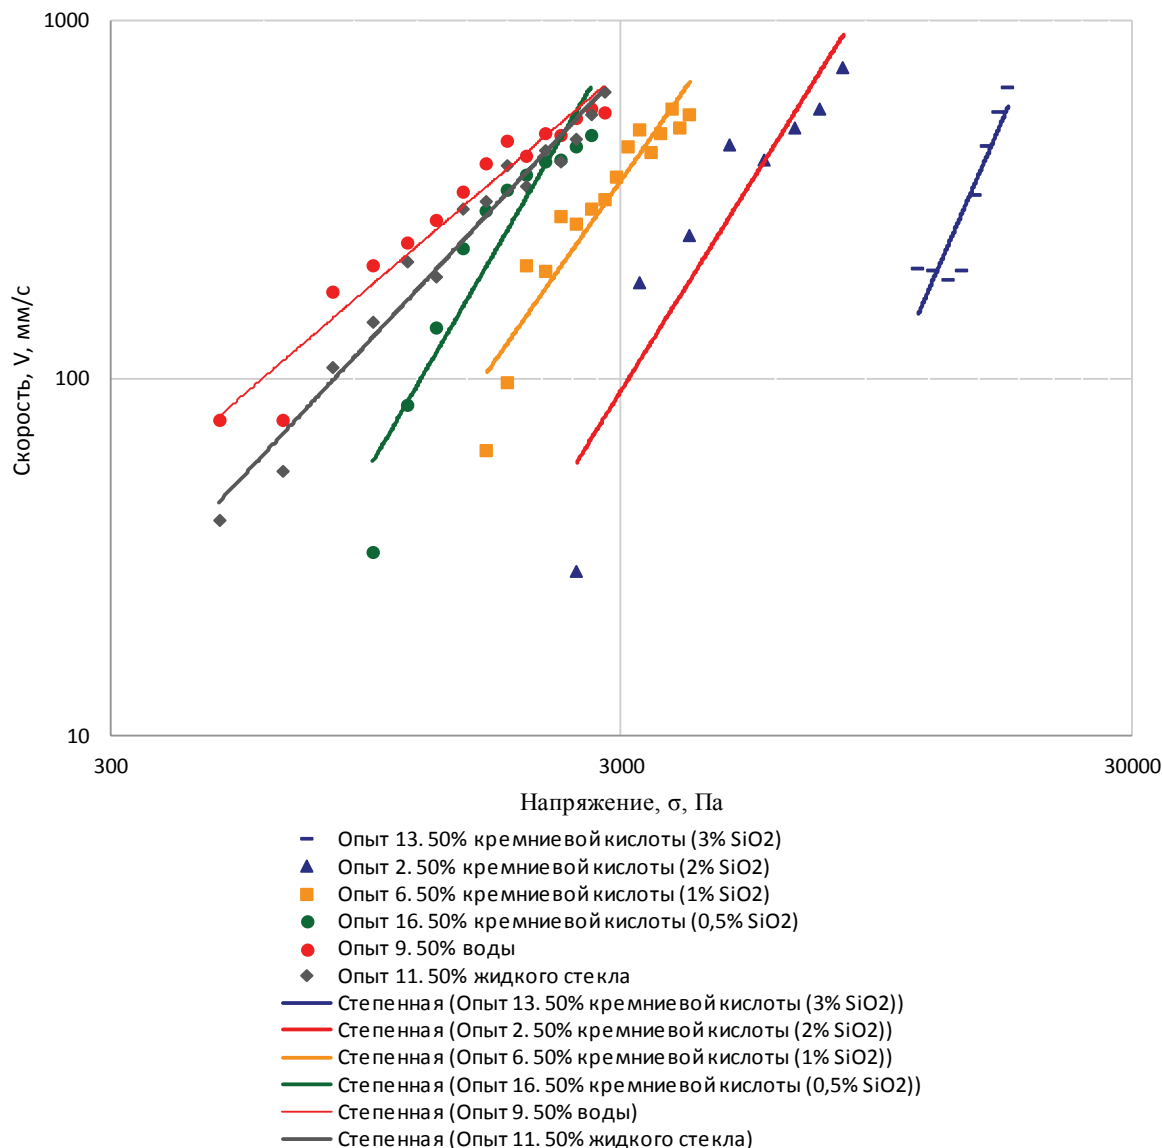 1000
100
10
Скорость, V, мм/с
300
3000
30000
Напряжение, σ, Па
Опыт 13. 50% кремниевой кислоты (3% SiO2)
Опыт 2. 50% кремниевой кислоты (2% SiO2)
Опыт 6. 50% кремниевой кислоты (1% SiO2)
Опыт 16. 50% кремниевой кислоты (0,5% SiO2)
Опыт 9. 50% воды
Опыт 11. 50% жидкого стекла
Степенная (Опыт 13. 50% кремниевой кислоты (3% SiO2))
Степенная (Опыт 2. 50% кремниевой кислоты (2% SiO2))
Степенная (Опыт 6. 50% кремниевой кислоты (1% SiO2))
Степенная (Опыт 16. 50% кремниевой кислоты (0,5% SiO2))
Степенная (Опыт 9. 50% воды)
Степенная (Опыт 11. 50% жидкого стекла)